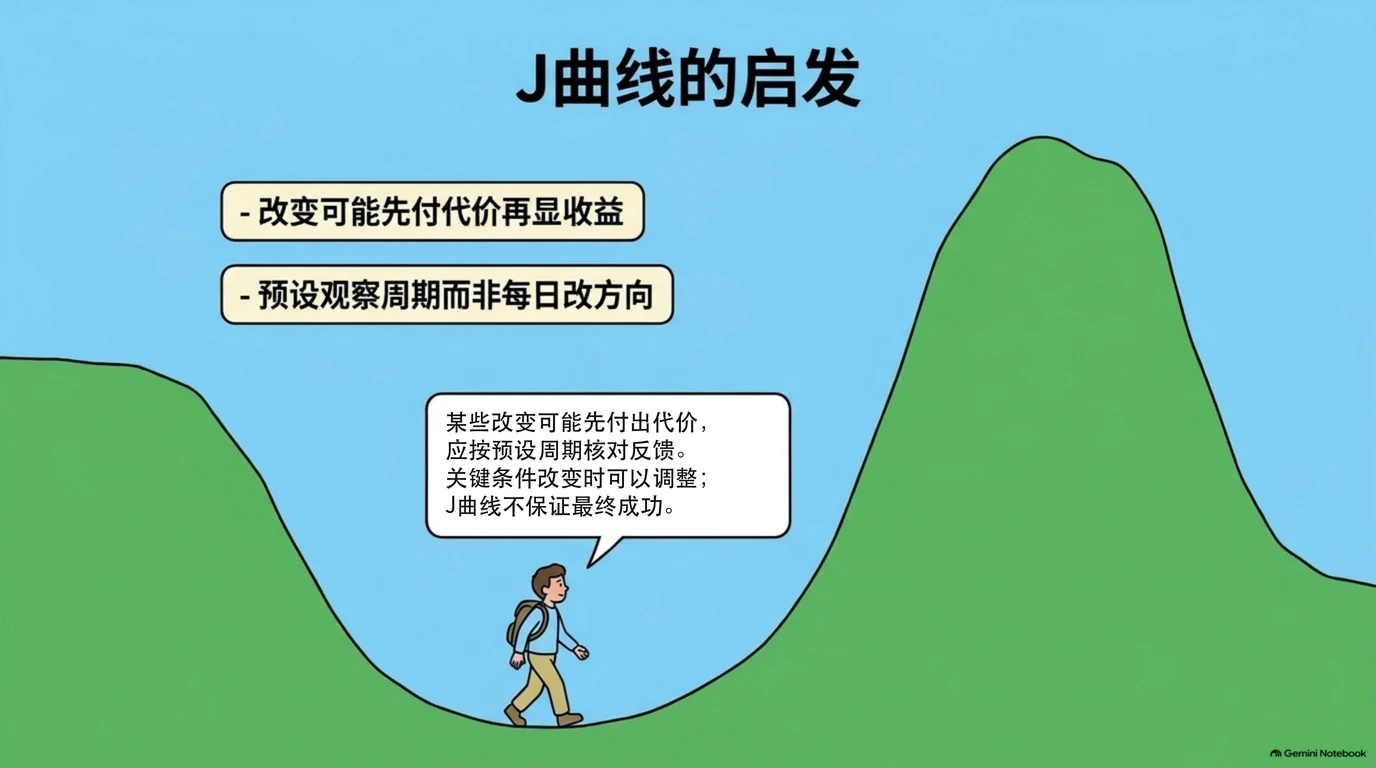 J曲线的启发
- 改变可能先付代价再显收益
- 预设观察周期而非每日改方向
某些改变可能先付出代价，
应按预设周期核对反馈。
关键条件改变时可以调整；
J曲线不保证最终成功。
Gemini Notebook